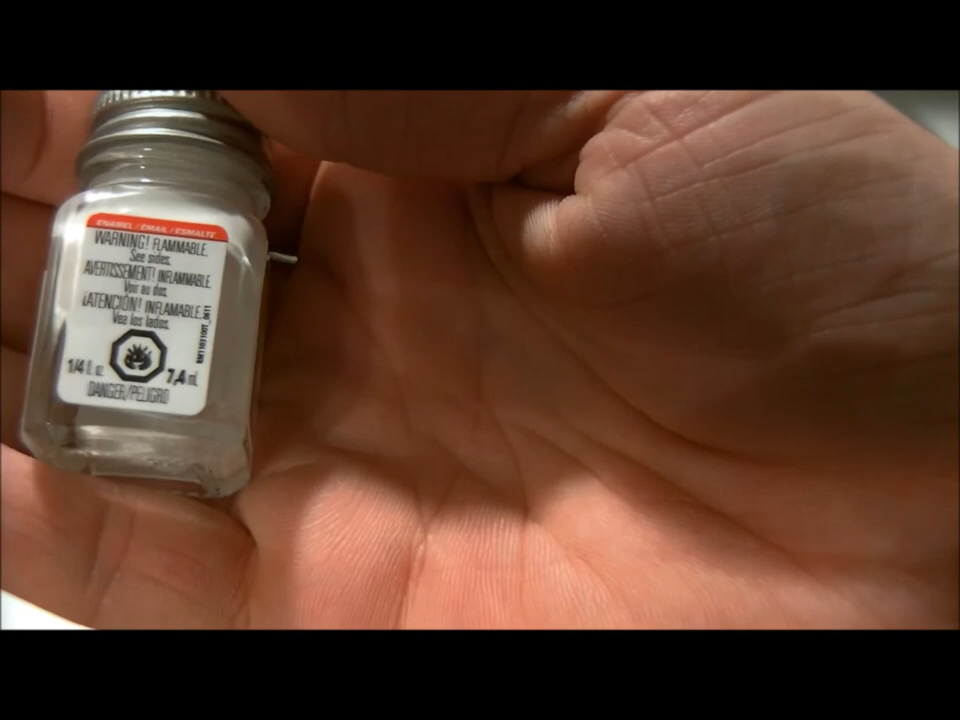 ENAMEL / ÉMAIL / ESMALTE
WARNING! FLAMMABLE.
See sides.
AVERTISSEMENT! INFLAMMABLE.
Voir au dos.
¡ATENCIÓN! INFLAMABLE.
Vea los lados.
1/4 fl. oz. 7,4 mL
DANGER/PELIGRO